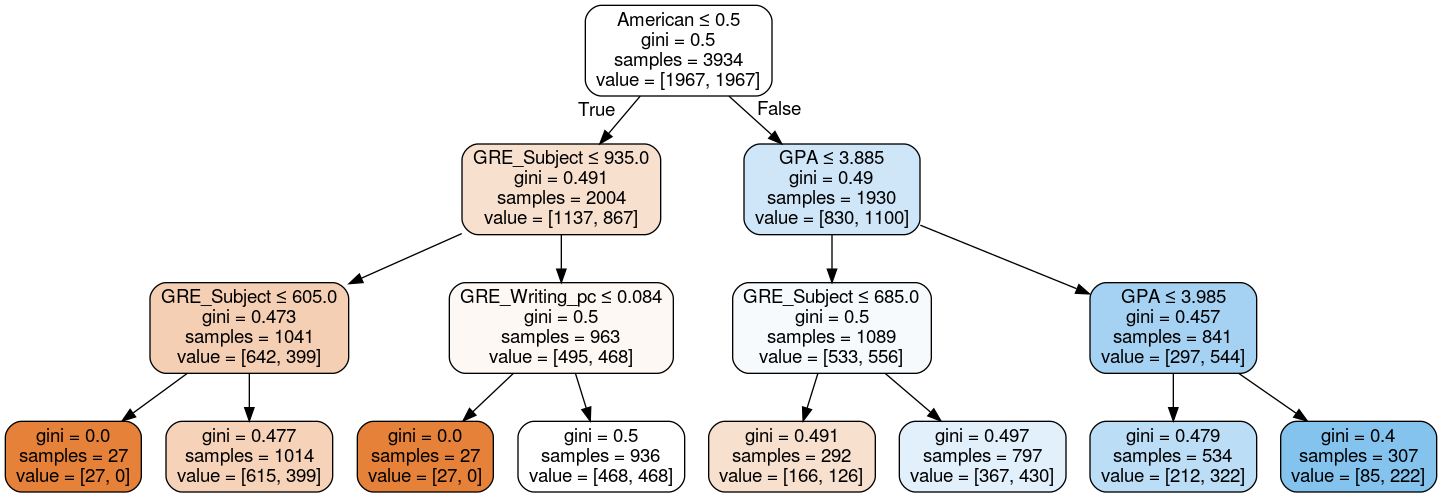 American ≤ 0.5
gini = 0.5
samples = 3934
value = [1967, 1967]
True
False
GRE_Subject ≤ 935.0
gini = 0.491
samples = 2004
value = [1137, 867]
GPA ≤ 3.885
gini = 0.49
samples = 1930
value = [830, 1100]
GRE_Subject ≤ 605.0
gini = 0.473
samples = 1041
value = [642, 399]
GRE_Writing_pc ≤ 0.084
gini = 0.5
samples = 963
value = [495, 468]
GRE_Subject ≤ 685.0
gini = 0.5
samples = 1089
value = [533, 556]
GPA ≤ 3.985
gini = 0.457
samples = 841
value = [297, 544]
gini = 0.0
samples = 27
value = [27, 0]
gini = 0.477
samples = 1014
value = [615, 399]
gini = 0.0
samples = 27
value = [27, 0]
gini = 0.5
samples = 936
value = [468, 468]
gini = 0.491
samples = 292
value = [166, 126]
gini = 0.497
samples = 797
value = [367, 430]
gini = 0.479
samples = 534
value = [212, 322]
gini = 0.4
samples = 307
value = [85, 222]